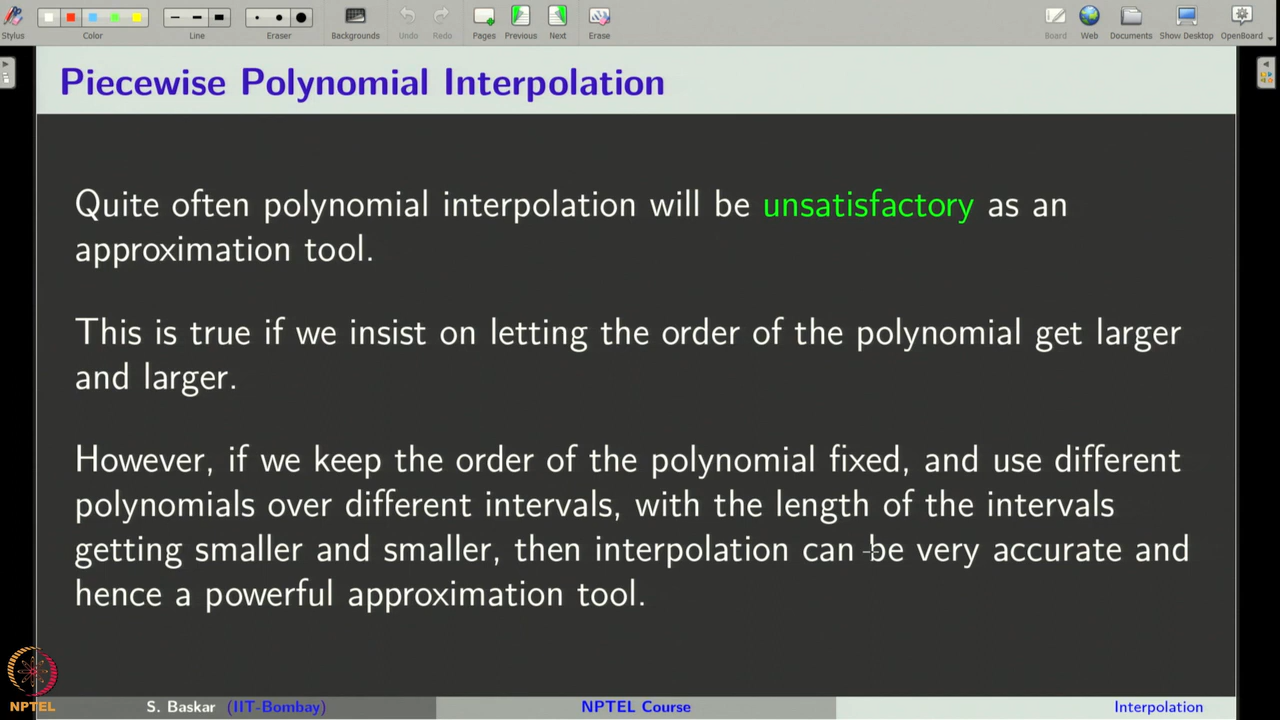 Stylus
Color
Line
Eraser
Backgrounds
Undo
Redo
Pages
Previous
Next
Erase
Board
Web
Documents
Show Desktop
OpenBoard
Piecewise Polynomial Interpolation
Quite often polynomial interpolation will be unsatisfactory as an
approximation tool.
This is true if we insist on letting the order of the polynomial get larger
and larger.
However, if we keep the order of the polynomial fixed, and use different
polynomials over different intervals, with the length of the intervals
getting smaller and smaller, then interpolation can be very accurate and
hence a powerful approximation tool.
NPTEL
S. Baskar (IIT-Bombay)
NPTEL Course
Interpolation